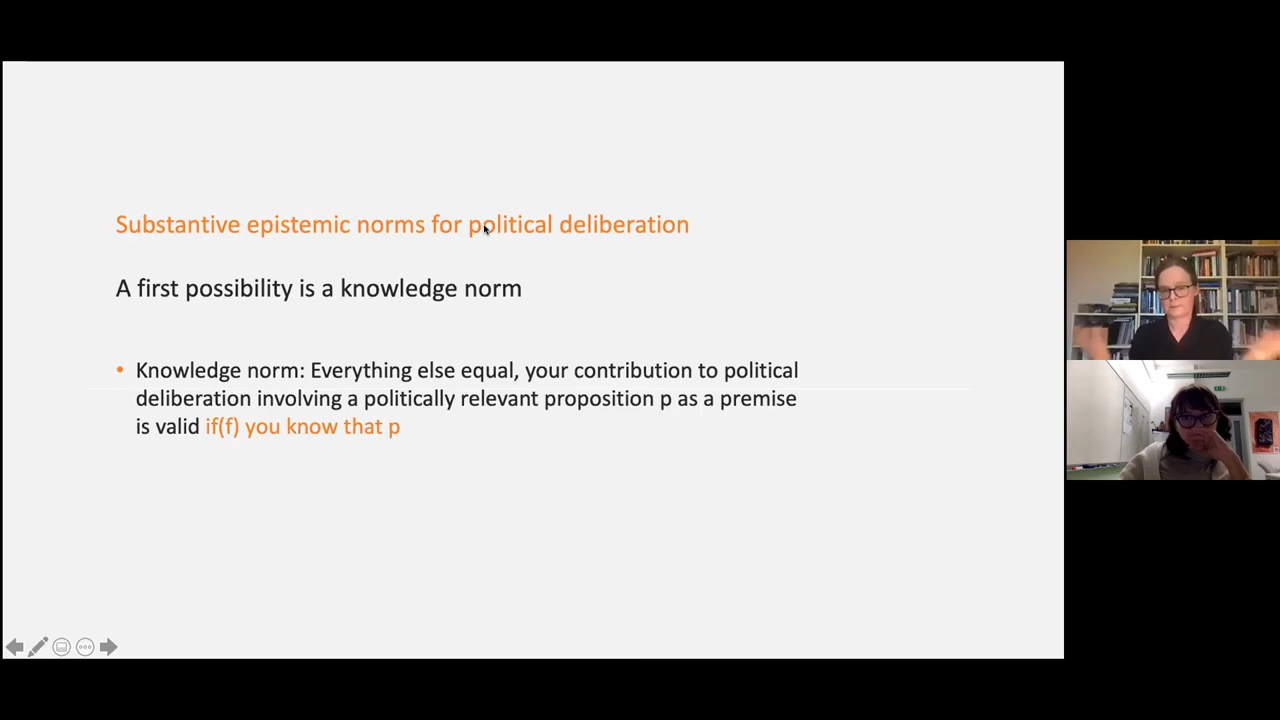 Substantive epistemic norms for political deliberation
A first possibility is a knowledge norm
• Knowledge norm: Everything else equal, your contribution to political
deliberation involving a politically relevant proposition p as a premise
is valid if(f) you know that p